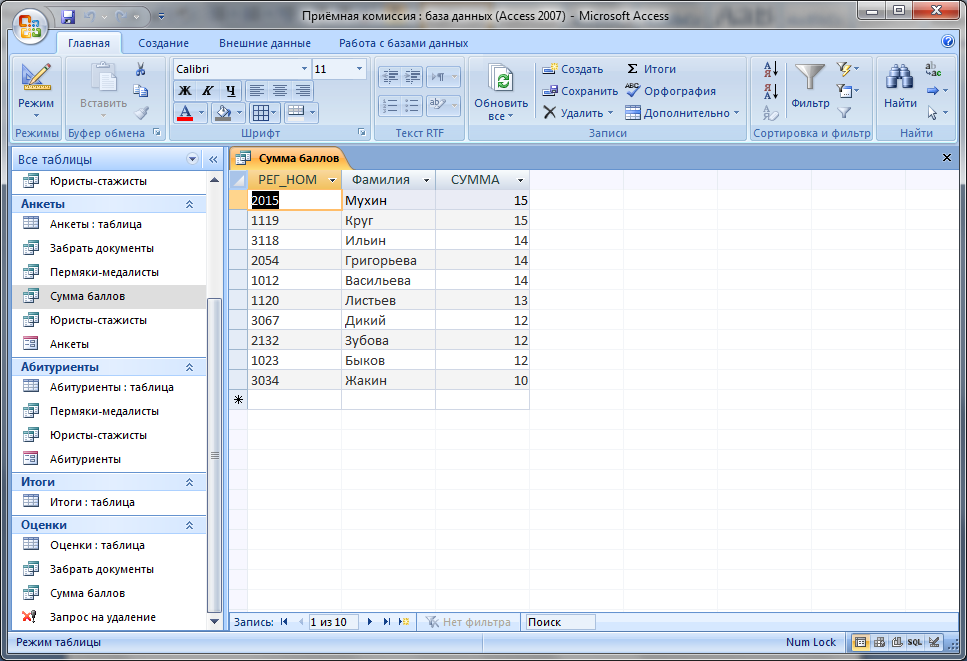 Приёмная комиссия : база данных (Access 2007) - Microsoft Access
Главная Создание Внешние данные Работа с базами данных
Calibri 11
Режим Вставить Ж К Ч Обновить все Создать Сохранить Удалить Итоги Орфография Дополнительно Фильтр Найти
Режимы Буфер обмена Шрифт Текст RTF Записи Сортировка и фильтр Найти
Все таблицы
Юристы-стажисты
Анкеты
Анкеты : таблица
Забрать документы
Пермяки-медалисты
Сумма баллов
Юристы-стажисты
Анкеты
Абитуриенты
Абитуриенты : таблица
Пермяки-медалисты
Юристы-стажисты
Абитуриенты
Итоги
Итоги : таблица
Оценки
Оценки : таблица
Забрать документы
Сумма баллов
Запрос на удаление
Сумма баллов
РЕГ_НОМ Фамилия СУММА
2015 Мухин 15
1119 Круг 15
3118 Ильин 14
2054 Григорьева 14
1012 Васильева 14
1120 Листьев 13
3067 Дикий 12
2132 Зубова 12
1023 Быков 12
3034 Жакин 10
Запись: 1 из 10 Нет фильтра Поиск
Режим таблицы Num Lock SQL